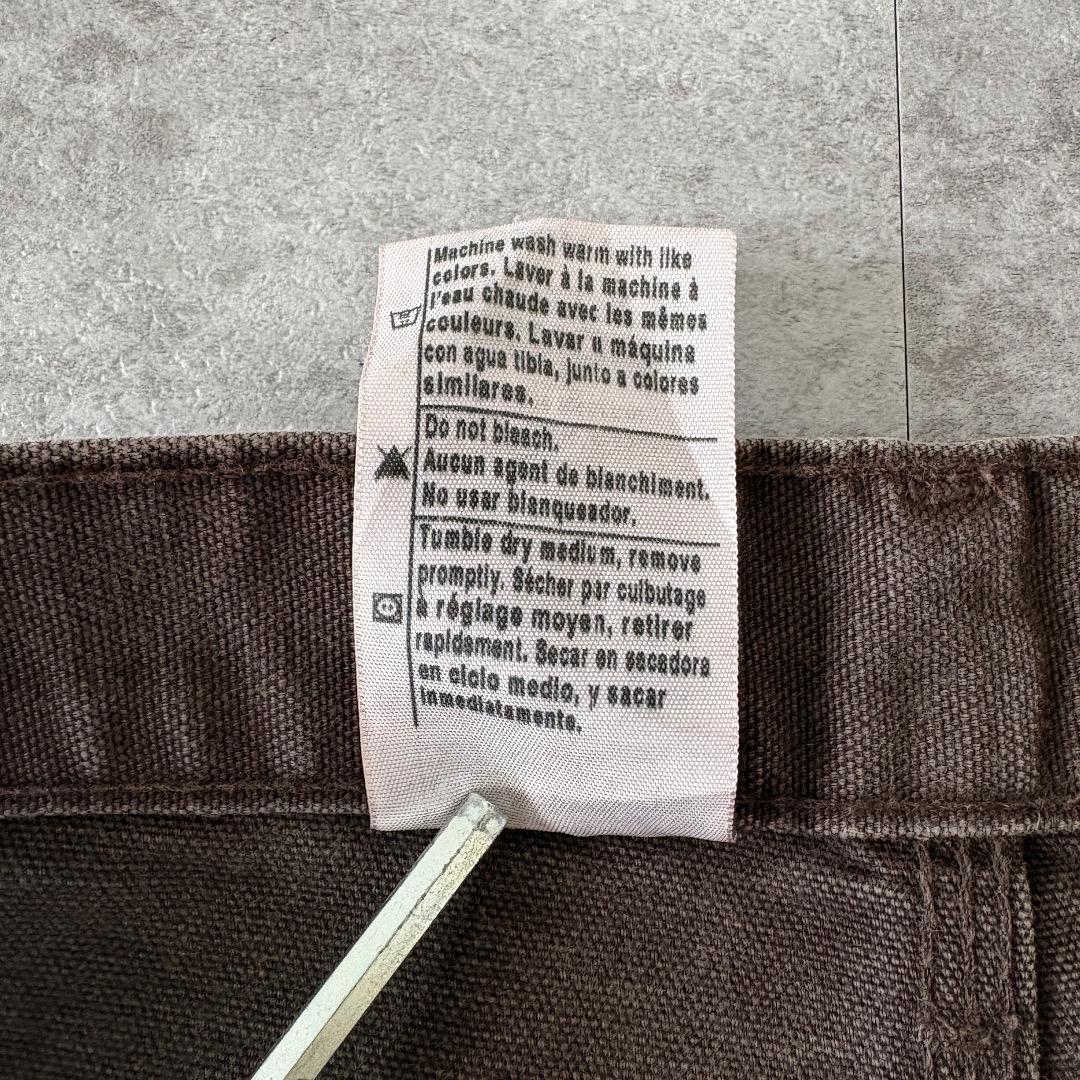 Machine wash warm with like
colors. Laver à la machine à
l'eau chaude avec les mêmes
couleurs. Lavar a máquina
con agua tibia, junto a colores
similares.
Do not bleach.
Aucun agent de blanchiment.
No usar blanqueador.
Tumble dry medium, remove
promptly. Sécher par culbutage
à réglage moyen, retirer
rapidement. Secar en secadora
en ciclo medio, y sacar
inmediatamente.